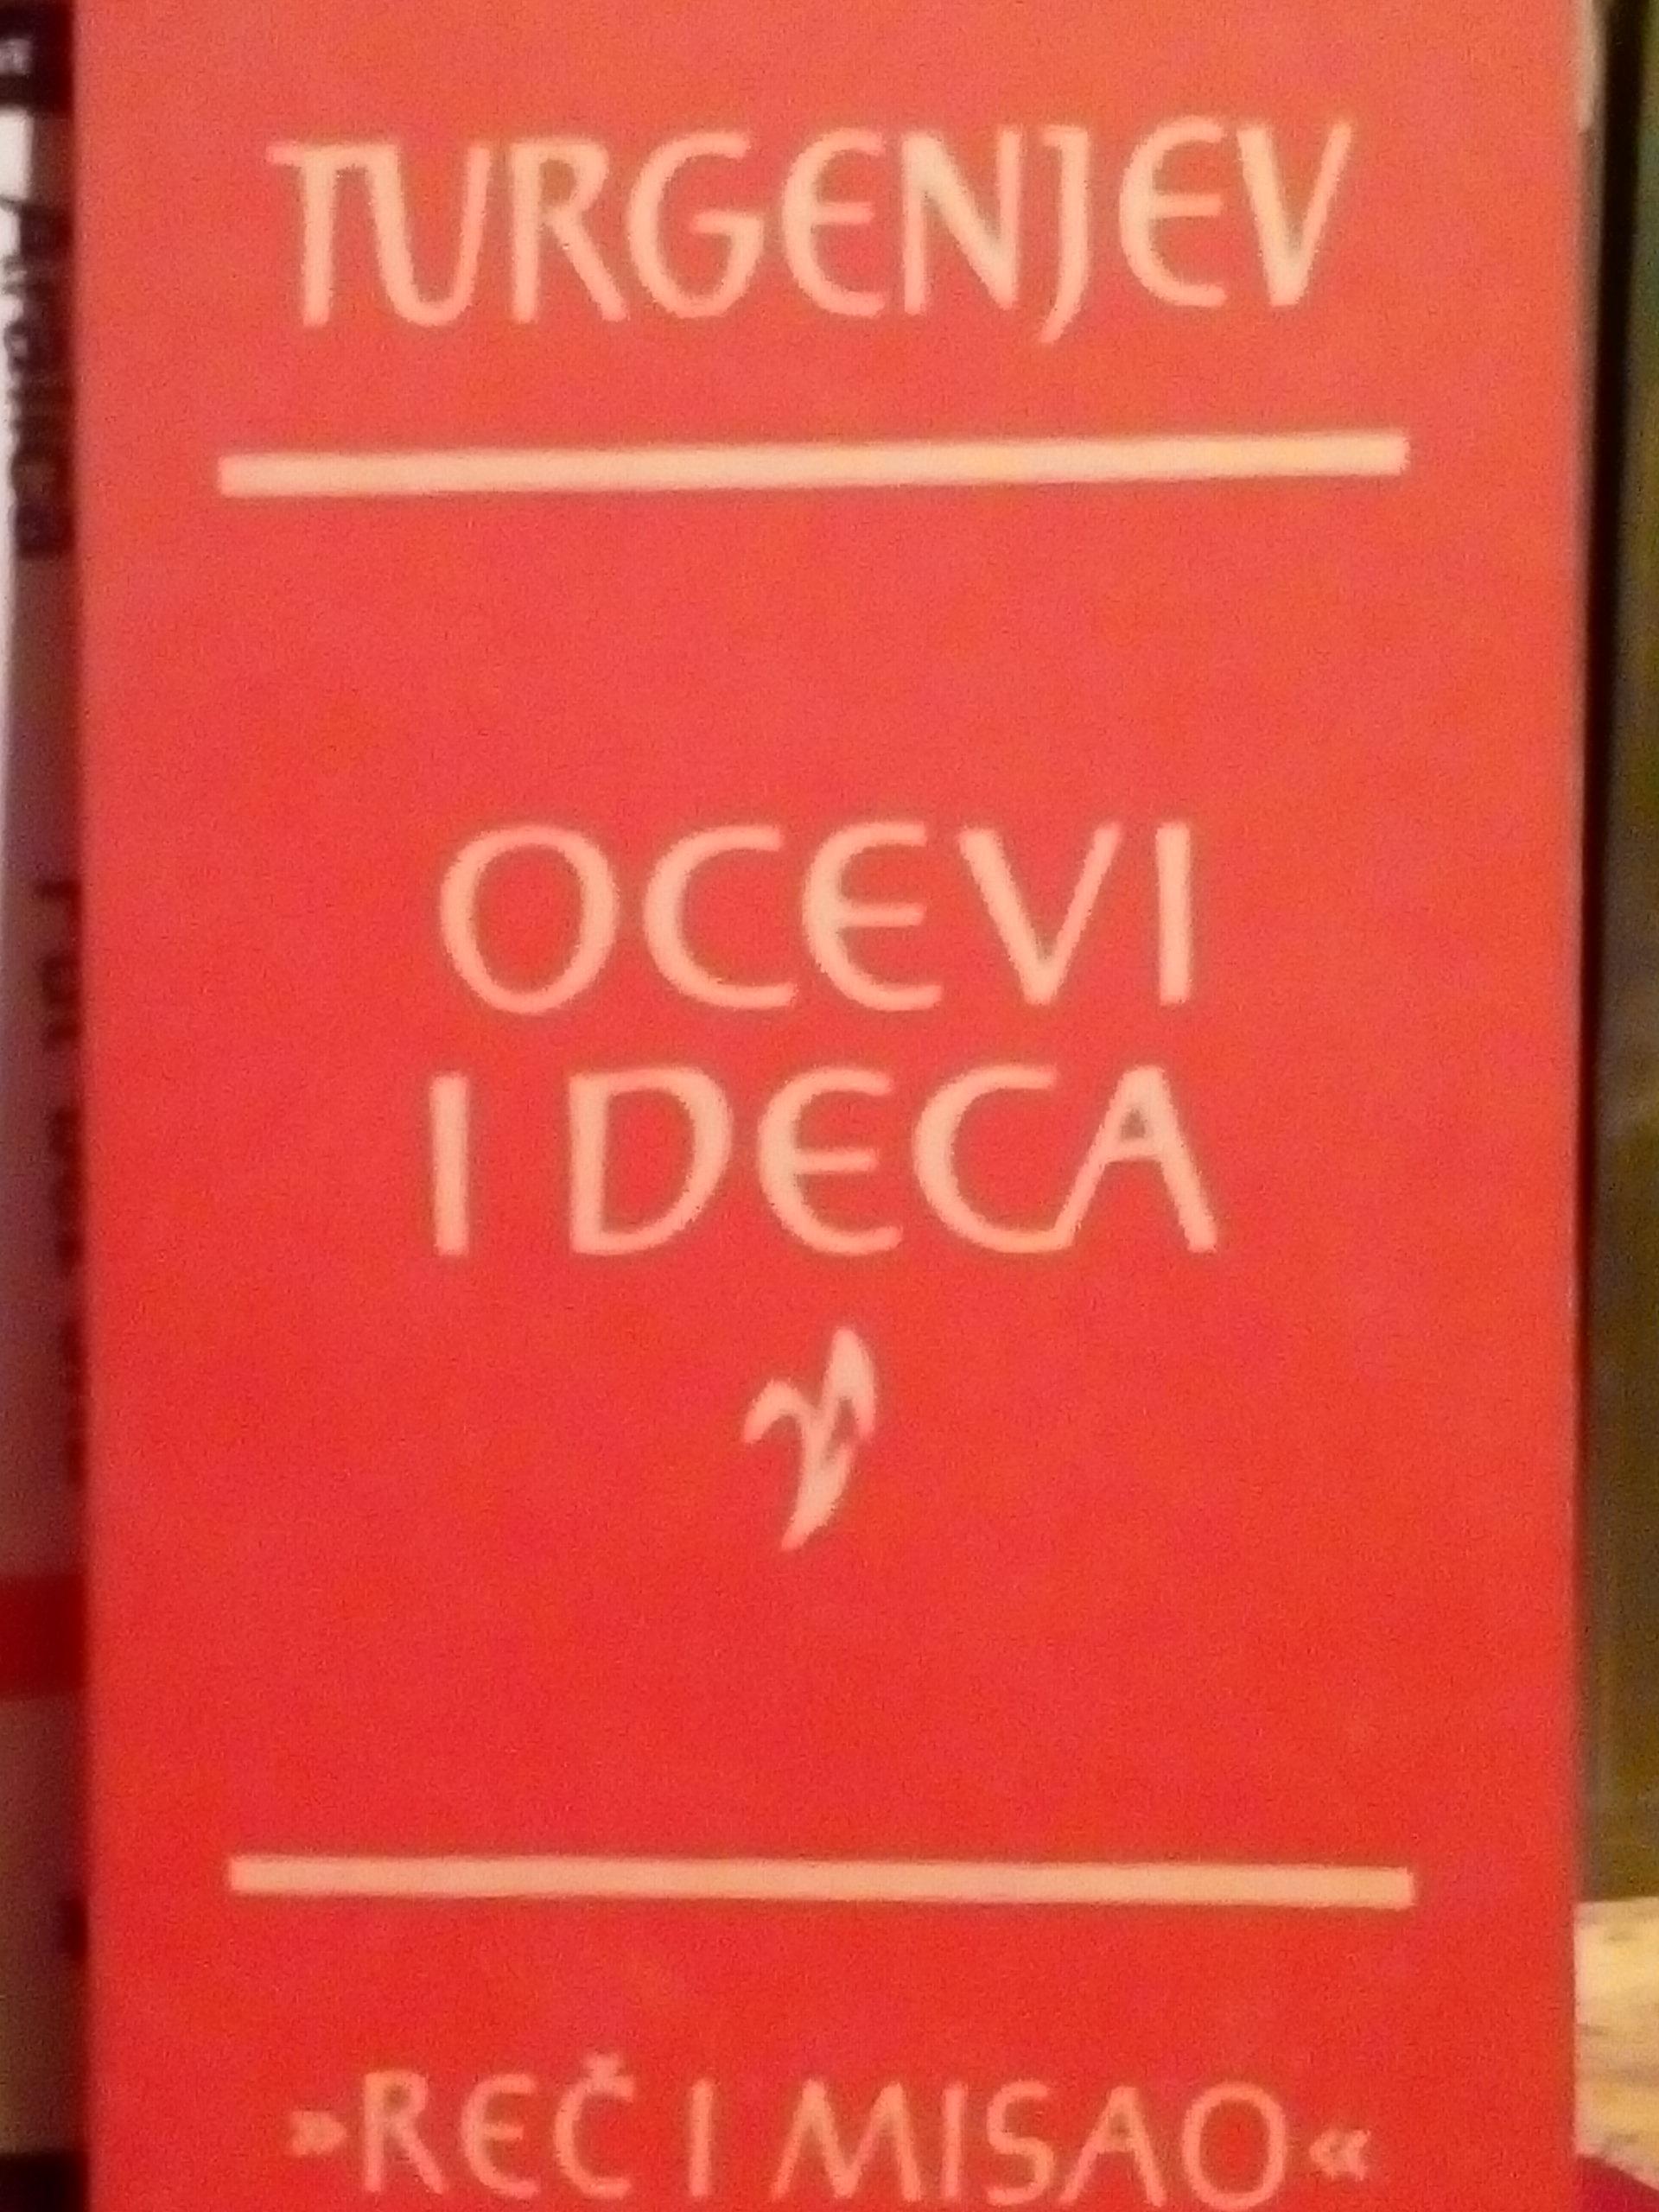 TURGENJEV
OCEVI
I DECA
»REČ I MISAO«